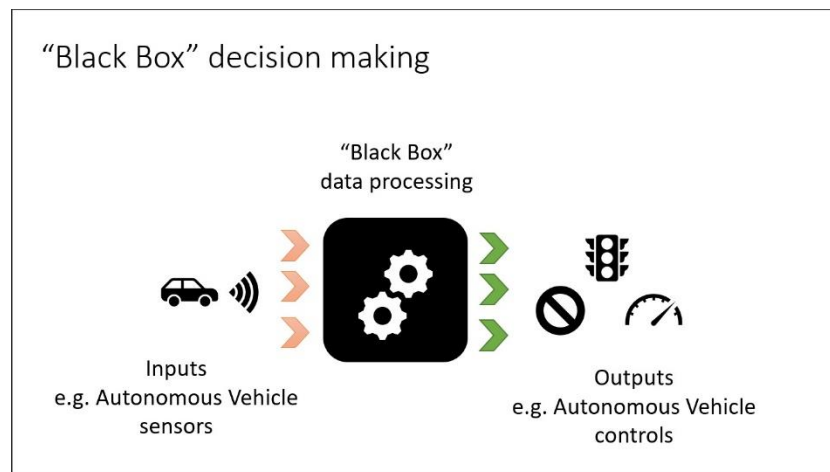 “Black Box” decision making
“Black Box”
data processing
Inputs
e.g. Autonomous Vehicle
sensors
Outputs
e.g. Autonomous Vehicle
controls